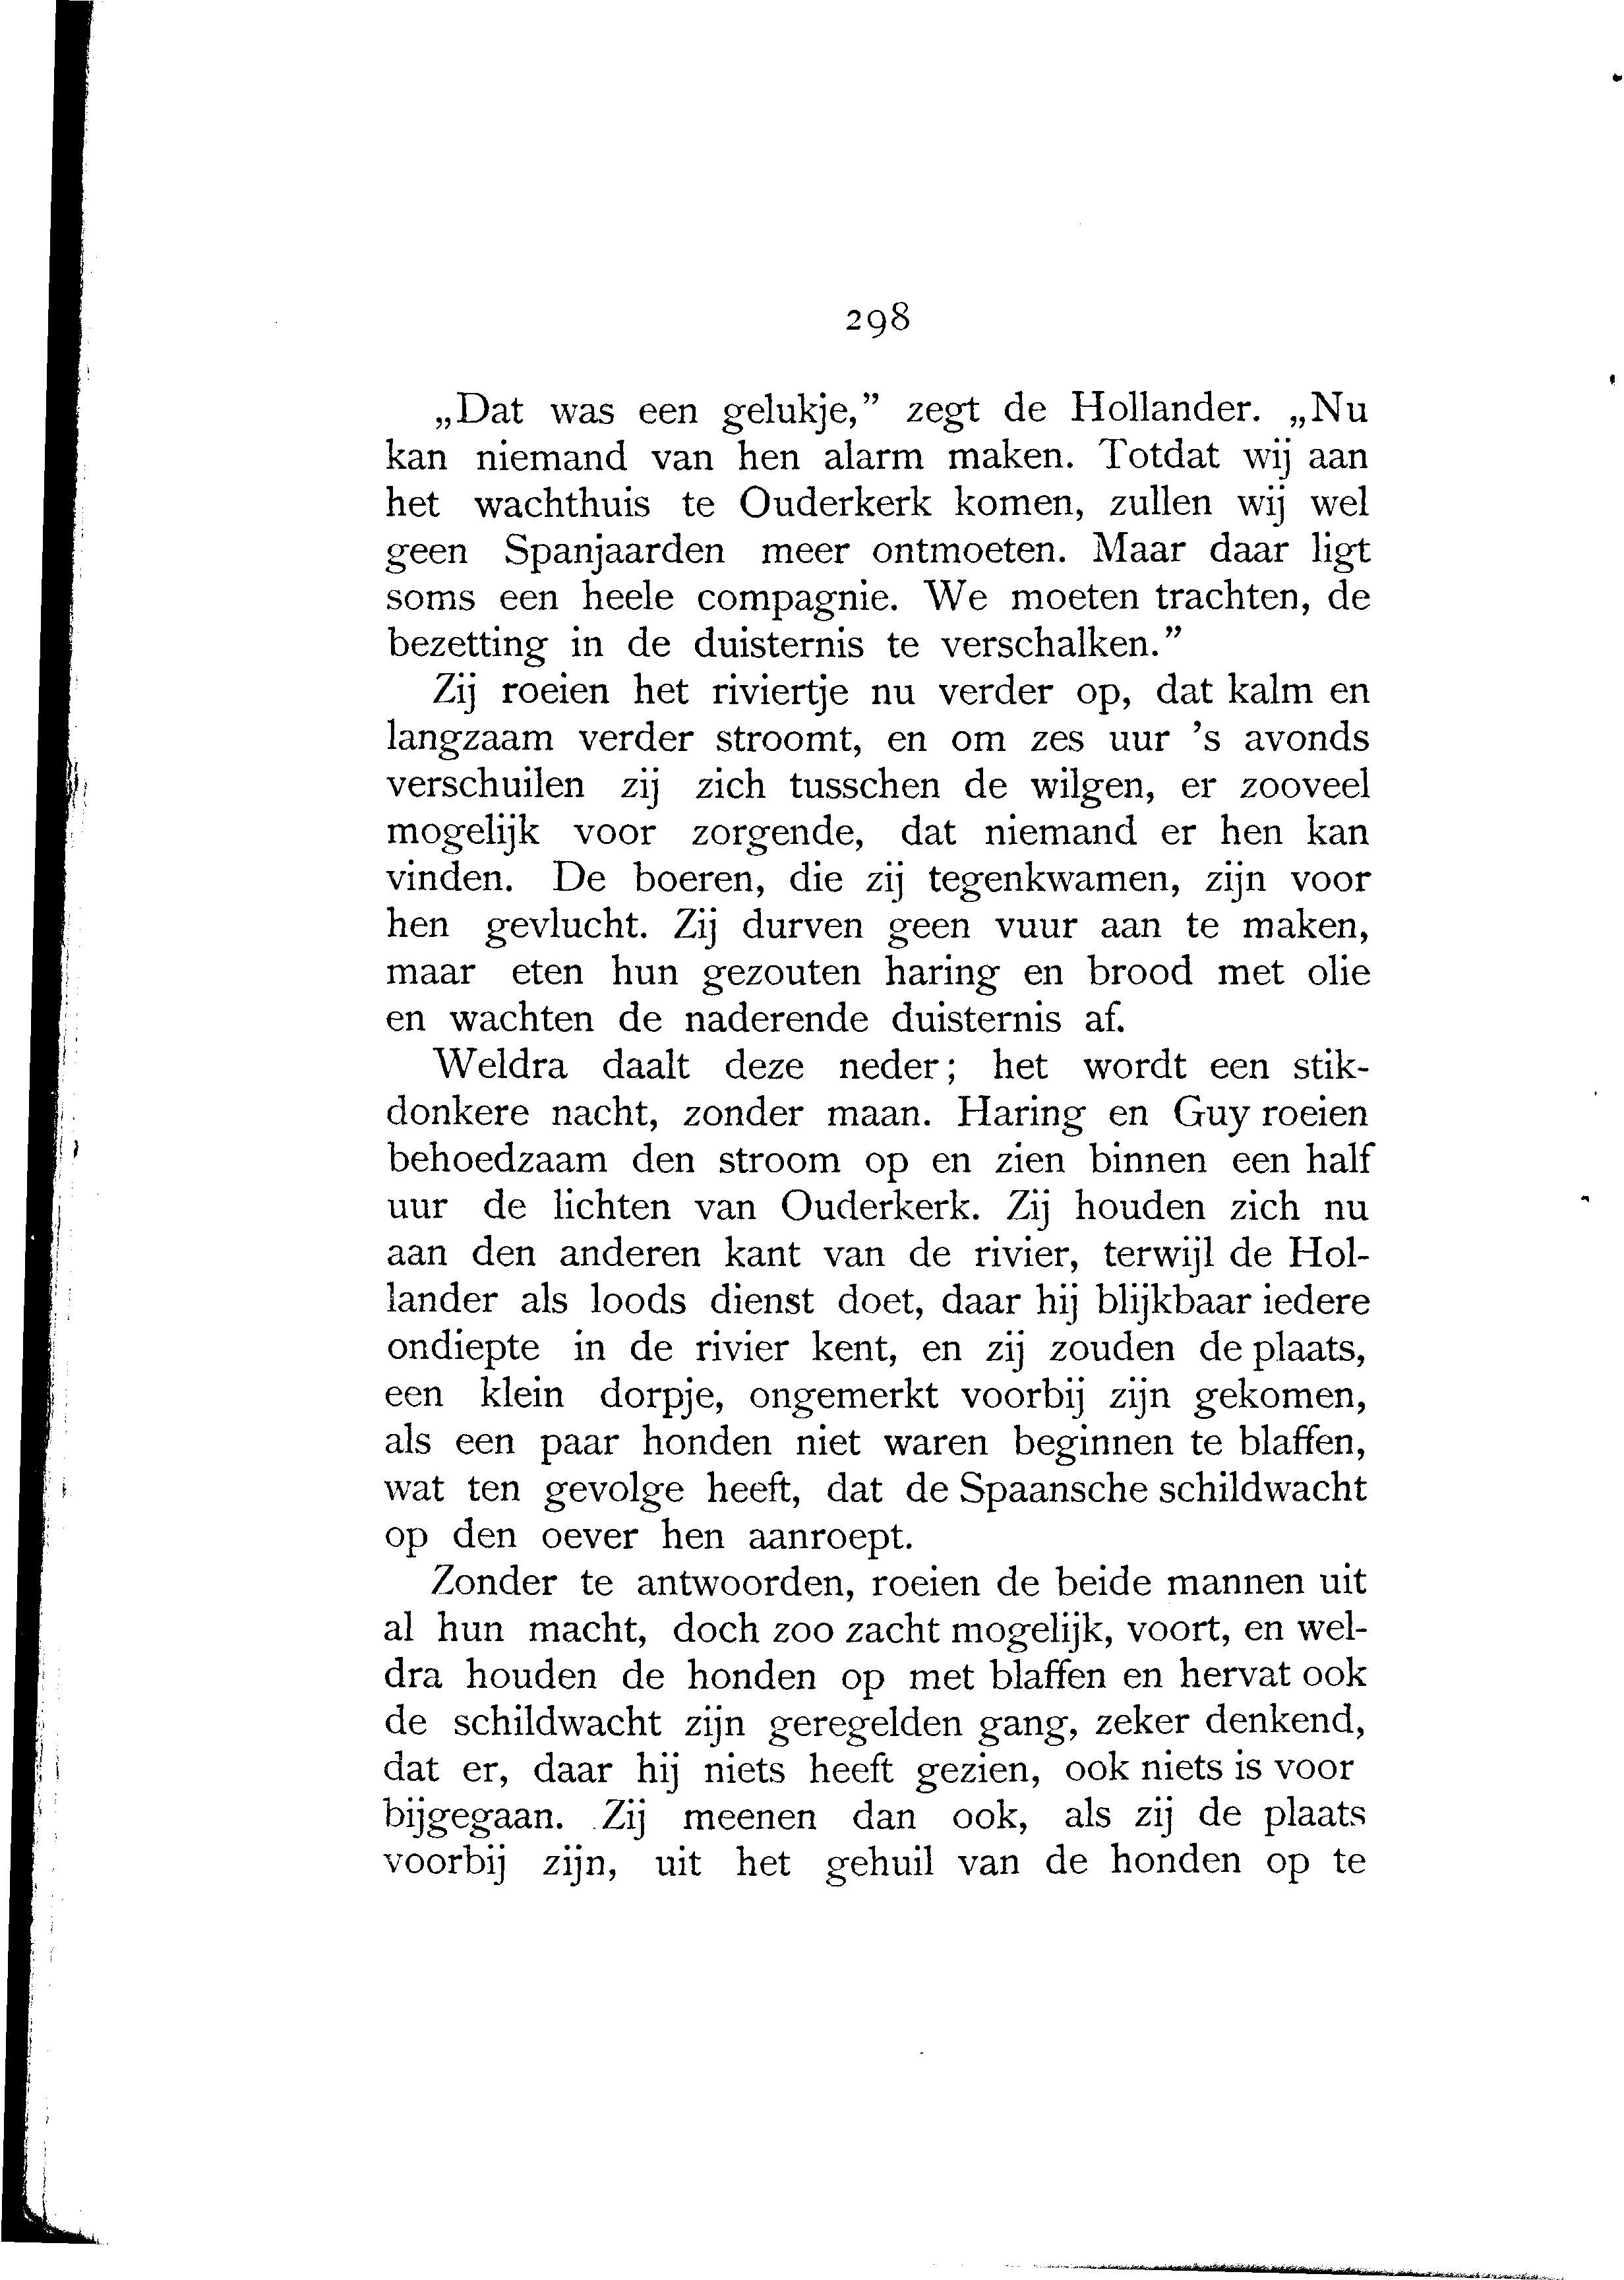 298
„Dat was een gelukje,” zegt de Hollander. „Nu
kan niemand van hen alarm maken. Totdat wij aan
het wachthuis te Ouderkerk komen, zullen wij wel
geen Spanjaarden meer ontmoeten. Maar daar ligt
soms een heele compagnie. We moeten trachten, de
bezetting in de duisternis te verschalken.”
Zij roeien het riviertje nu verder op, dat kalm en
langzaam verder stroomt, en om zes uur 's avonds
verschuilen zij zich tusschen de wilgen, er zooveel
mogelijk voor zorgende, dat niemand er hen kan
vinden. De boeren, die zij tegenkwamen, zijn voor
hen gevlucht. Zij durven geen vuur aan te maken,
maar eten hun gezouten haring en brood met olie
en wachten de naderende duisternis af.
Weldra daalt deze neder; het wordt een stik-
donkere nacht, zonder maan. Haring en Guy roeien
behoedzaam den stroom op en zien binnen een half
uur de lichten van Ouderkerk. Zij houden zich nu
aan den anderen kant van de rivier, terwijl de Hol-
lander als loods dienst doet, daar hij blijkbaar iedere
ondiepte in de rivier kent, en zij zouden de plaats,
een klein dorpje, ongemerkt voorbij zijn gekomen,
als een paar honden niet waren beginnen te blaffen,
wat ten gevolge heeft, dat de Spaansche schildwacht
op den oever hen aanroept.
Zonder te antwoorden, roeien de beide mannen uit
al hun macht, doch zoo zacht mogelijk, voort, en wel-
dra houden de honden op met blaffen en hervat ook
de schildwacht zijn geregelden gang, zeker denkend,
dat er, daar hij niets heeft gezien, ook niets is voor
bijgegaan. Zij meenen dan ook, als zij de plaats
voorbij zijn, uit het gehuil van de honden op te